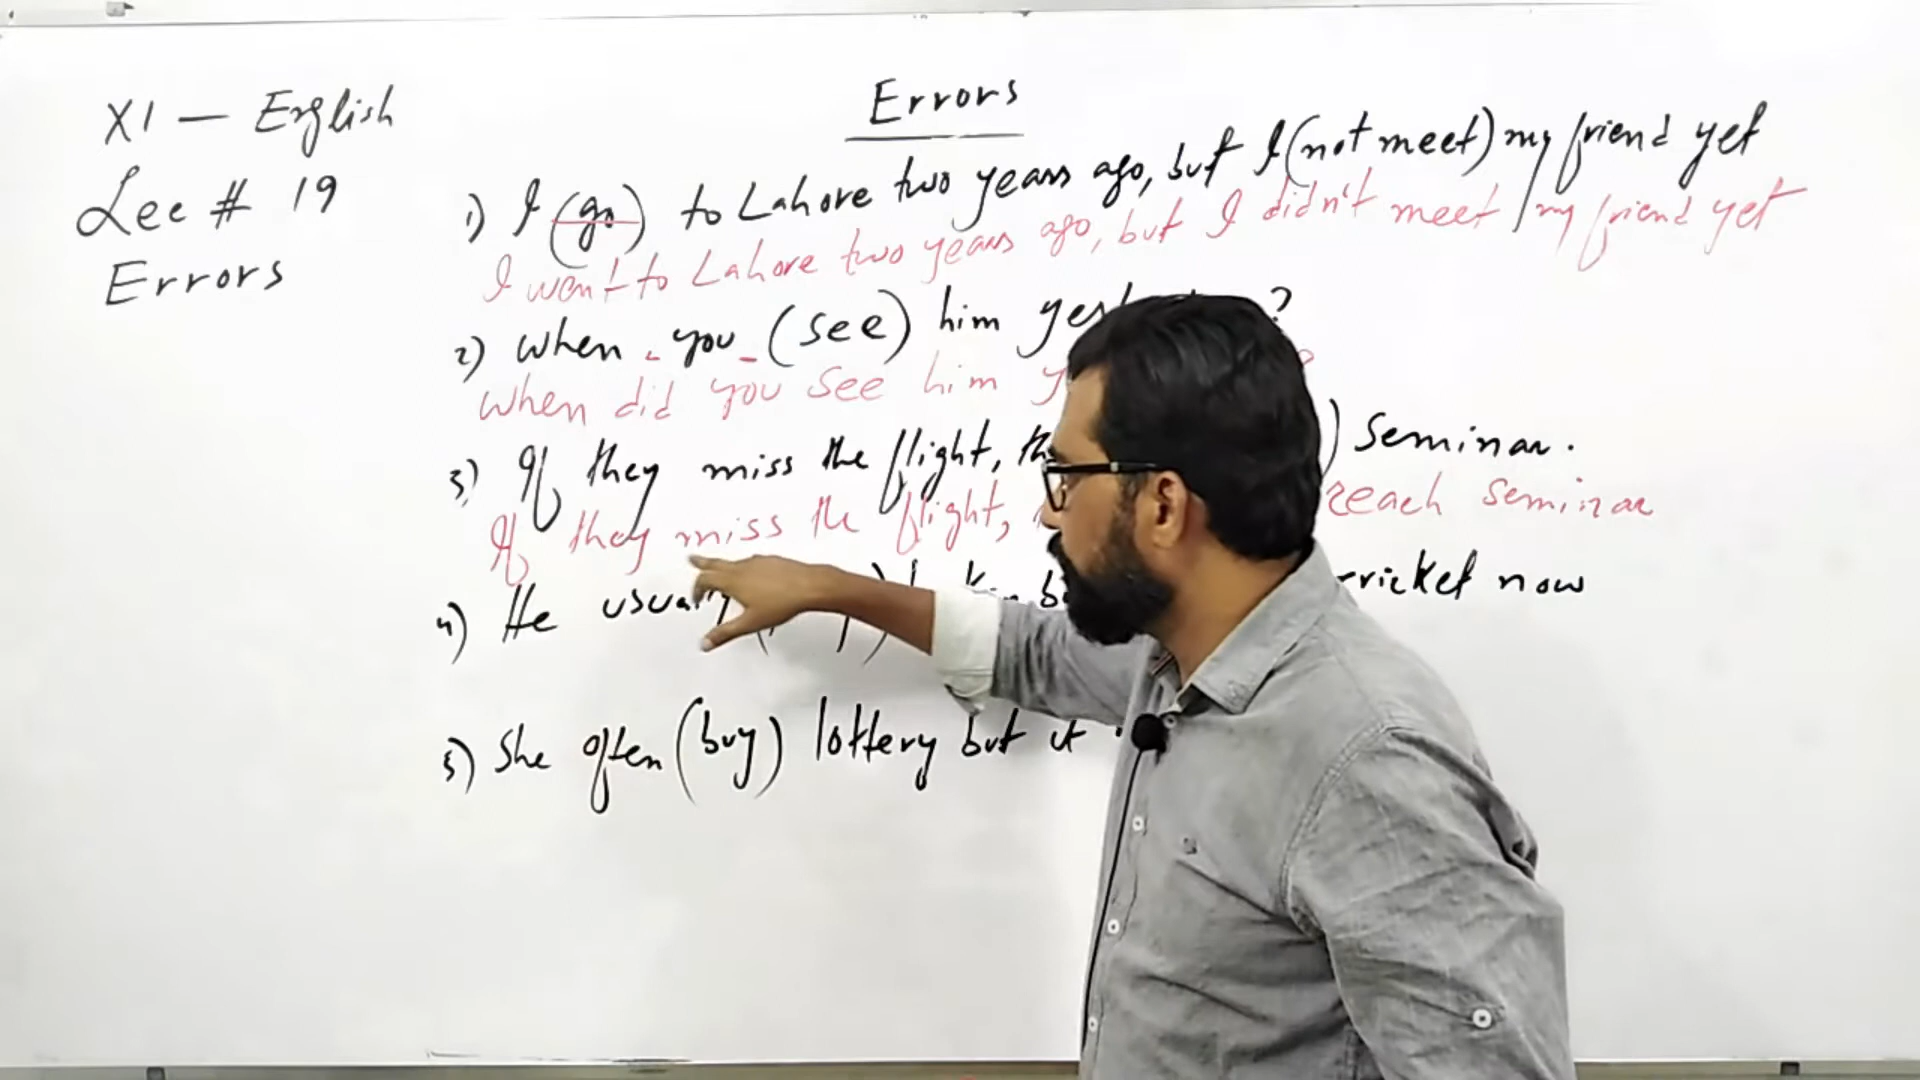 XI — English
Lec # 19
Errors
Errors
1) I (go) to Lahore two years ago, but I (not meet) my friend yet
I went to Lahore two years ago, but I didn't meet my friend yet
2) when you (see) him ?
when did you see him
3) If they miss the flight, ) seminar.
If they miss the flight, reach seminar
4) He usually now
5) She often (buy) lottery but it